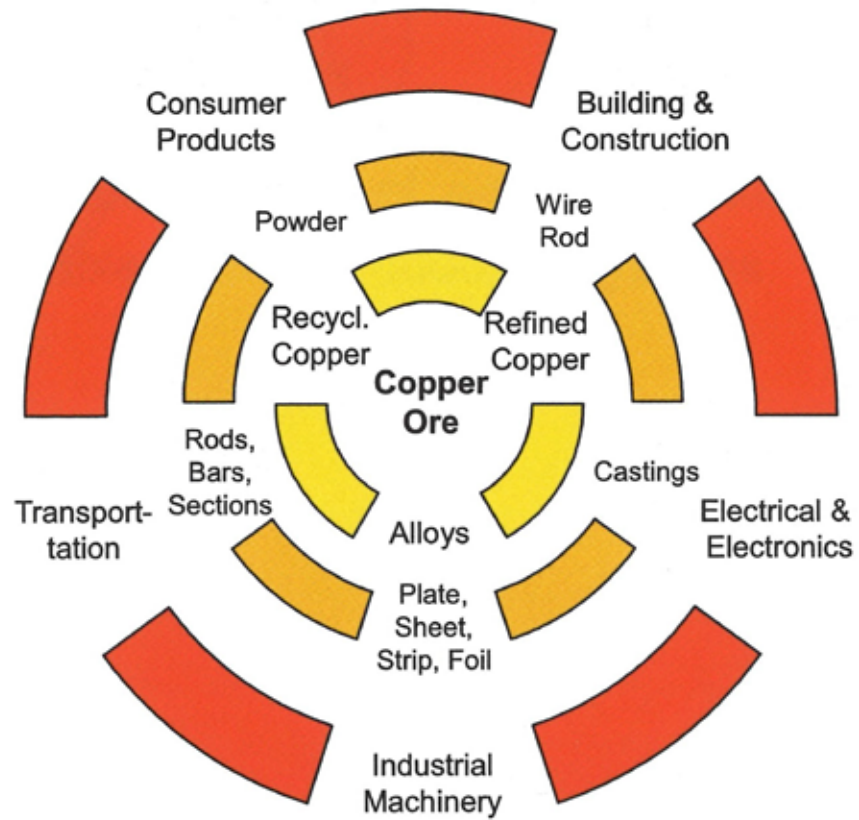 Consumer
Products
Building &
Construction
Powder
Wire
Rod
Recycl.
Copper
Refined
Copper
Copper
Ore
Rods,
Bars,
Sections
Castings
Transport-
tation
Electrical &
Electronics
Alloys
Plate,
Sheet,
Strip, Foil
Industrial
Machinery